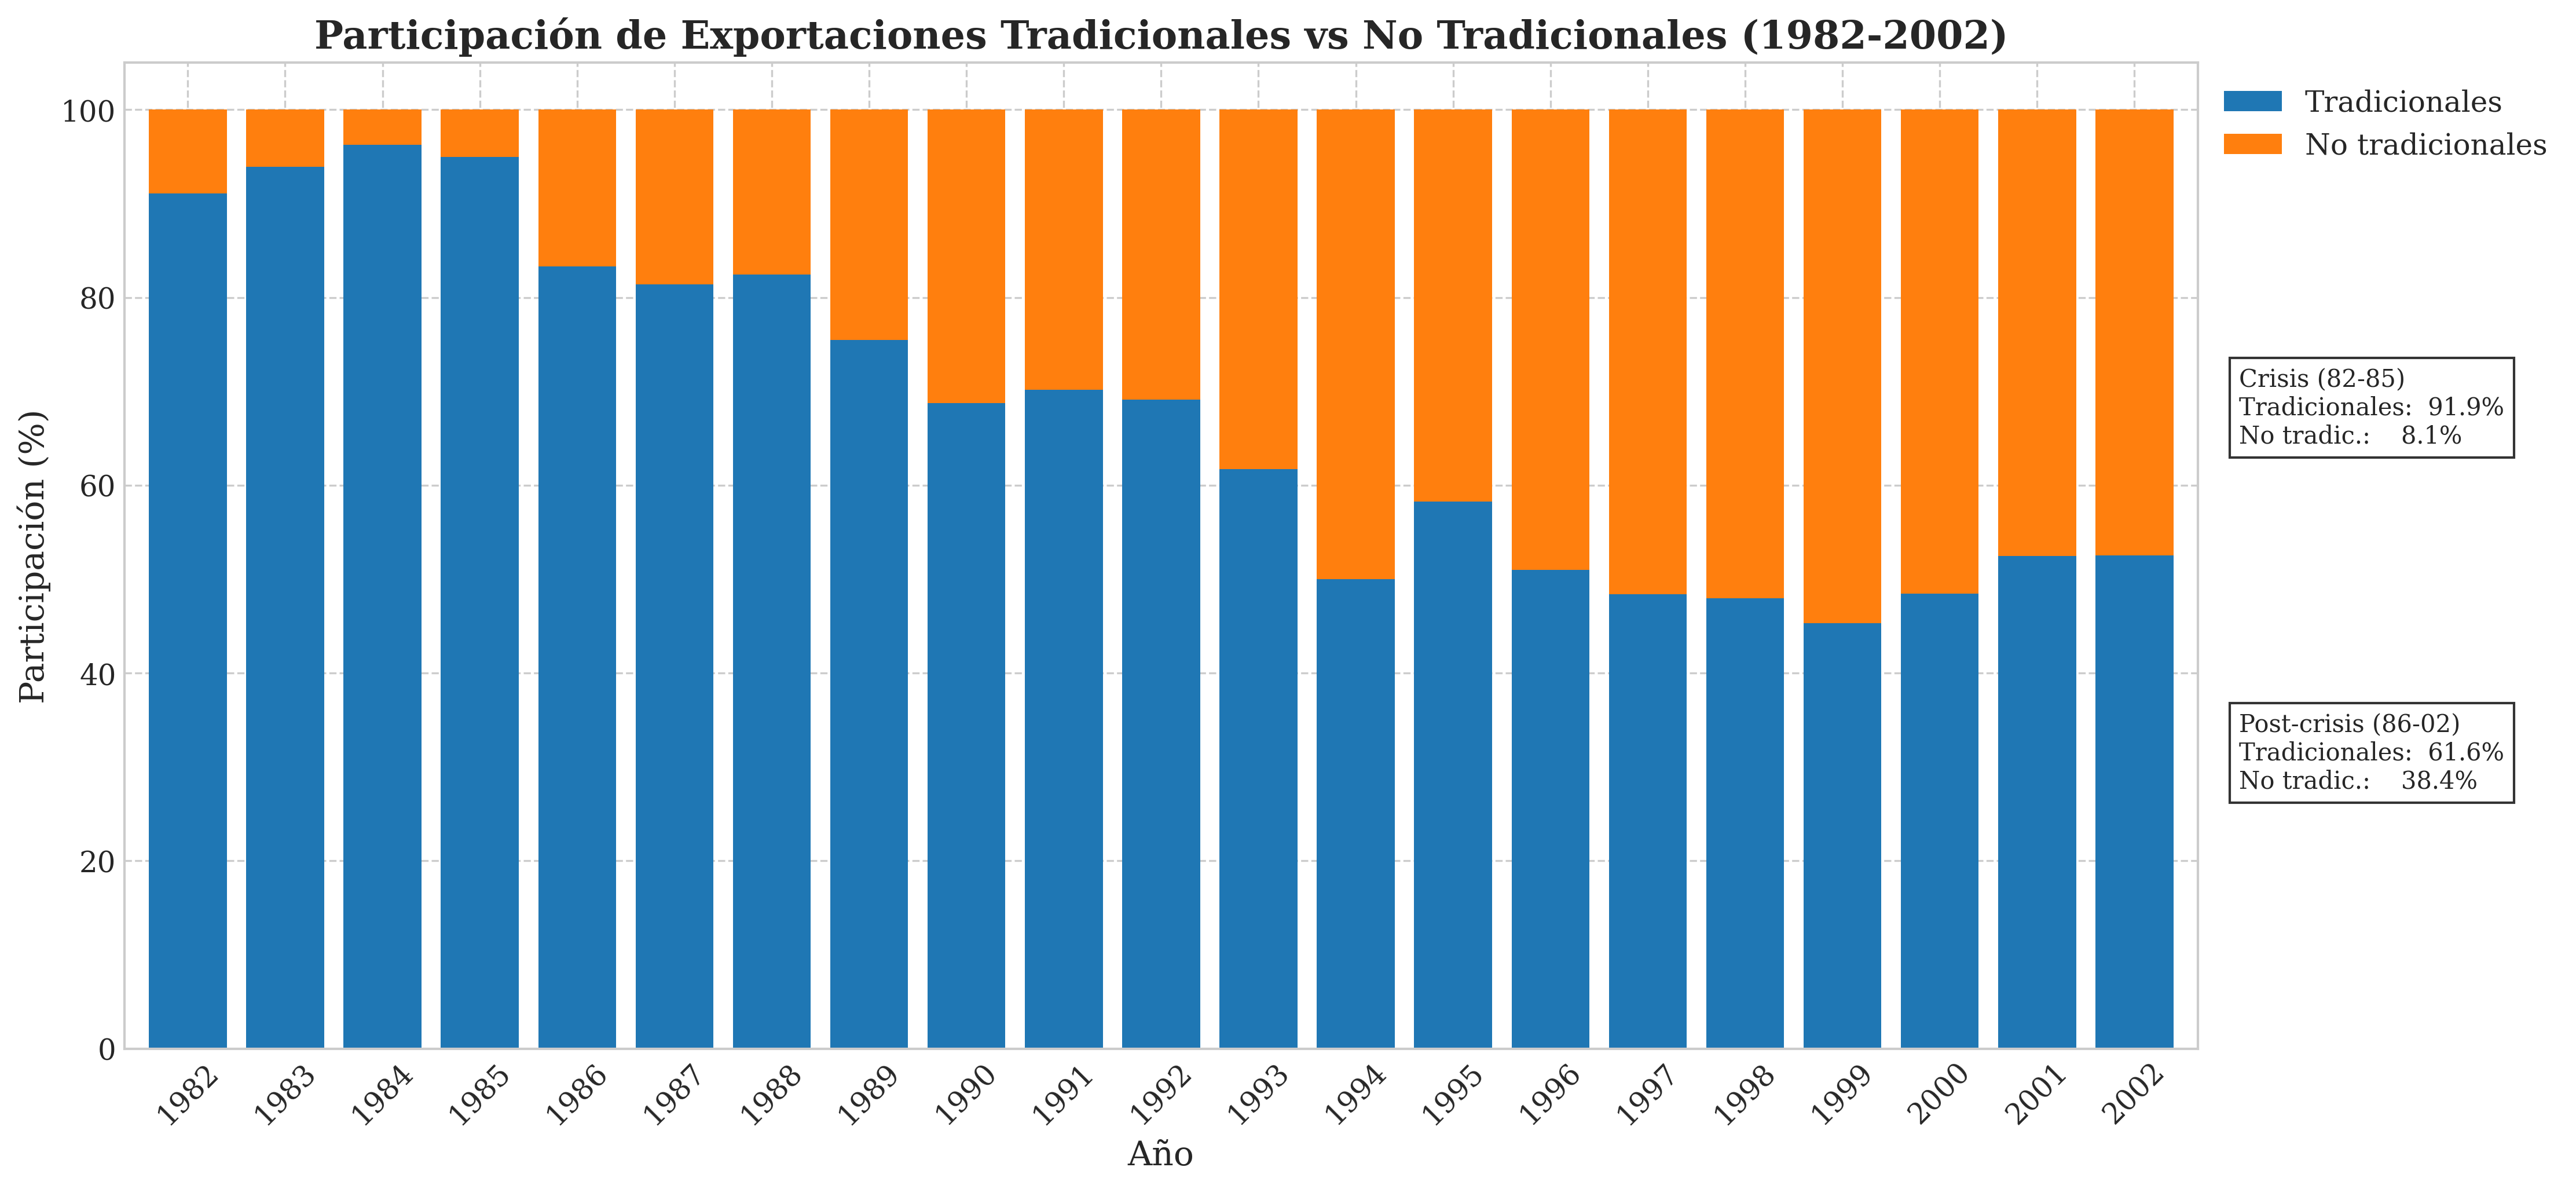 Participación de Exportaciones Tradicionales vs No Tradicionales (1982-2002)
Tradicionales
No tradicionales
Participación (%)
100
80
60
40
20
0
Crisis (82-85)
Tradicionales:  91.9%
No tradic.:    8.1%
Post-crisis (86-02)
Tradicionales:  61.6%
No tradic.:    38.4%
1982
1983
1984
1985
1986
1987
1988
1989
1990
1991
1992
1993
1994
1995
1996
1997
1998
1999
2000
2001
2002
Año